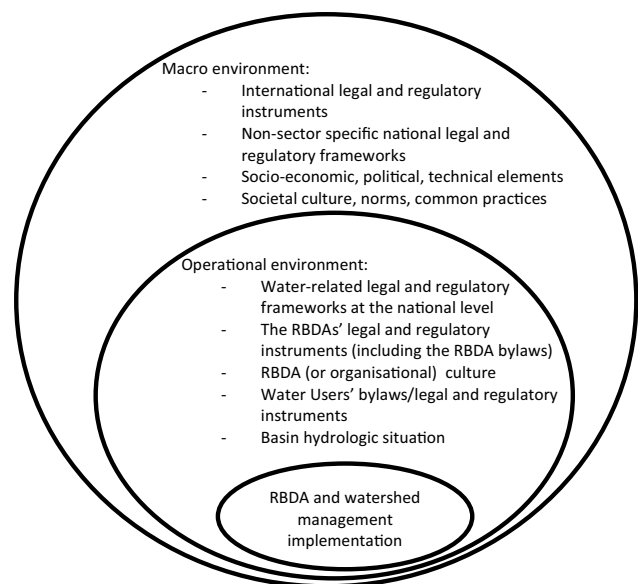 Macro environment:
- International legal and regulatory
instruments
- Non-sector specific national legal and
regulatory frameworks
- Socio-economic, political, technical elements
- Societal culture, norms, common practices
Operational environment:
- Water-related legal and regulatory
frameworks at the national level
- The RBDAs' legal and regulatory
instruments (including the RBDA bylaws)
- RBDA (or organisational) culture
- Water Users' bylaws/legal and regulatory
instruments
- Basin hydrologic situation
RBDA and watershed
management
implementation